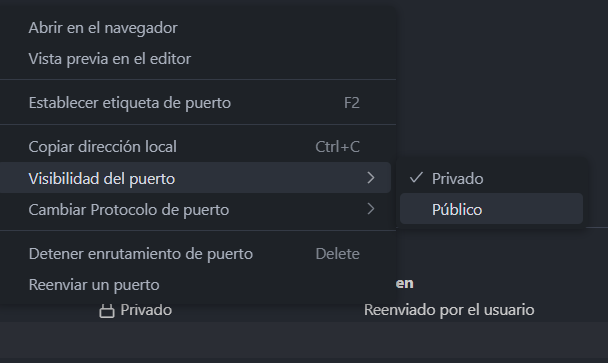 Abrir en el navegador
Vista previa en el editor
Establecer etiqueta de puerto F2
Copiar dirección local Ctrl+C
Visibilidad del puerto
Privado
Cambiar Protocolo de puerto
Público
Detener enrutamiento de puerto Delete
Reenviar un puerto
en
Privado Reenviado por el usuario